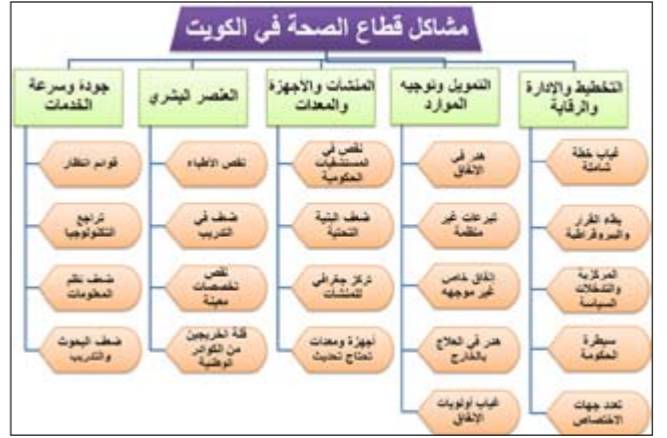 مشاكل قطاع الصحة في الكويت
التخطيط والإدارة
والرقابة
غياب خطة
شاملة
بطء القرار
والبيروقراطية
المركزية
والتدخلات
السياسة
سيطرة
الحكومة
تعدد جهات
الاختصاص
التمويل وتوجيه
الموارد
هدر في
الإنفاق
تبرعات غير
منظمة
إنفاق خاص
غير موجهه
هدر في العلاج
بالخارج
غياب أولويات
الإنفاق
المنشآت والأجهزة
والمعدات
نقص في
المستشفيات
الحكومية
ضعف البنية
التحتية
تركز جغرافي
للمنشآت
أجهزة ومعدات
تحتاج تحديث
العنصر البشري
نقص الأطباء
ضعف في
التدريب
نقص
تخصصات
معينة
قلة الخريجين
من الكوادر
الوطنية
جودة وسرعة
الخدمات
قوائم انتظار
تراجع
التكنولوجيا
ضعف نظم
المعلومات
ضعف البحوث
والتدريب